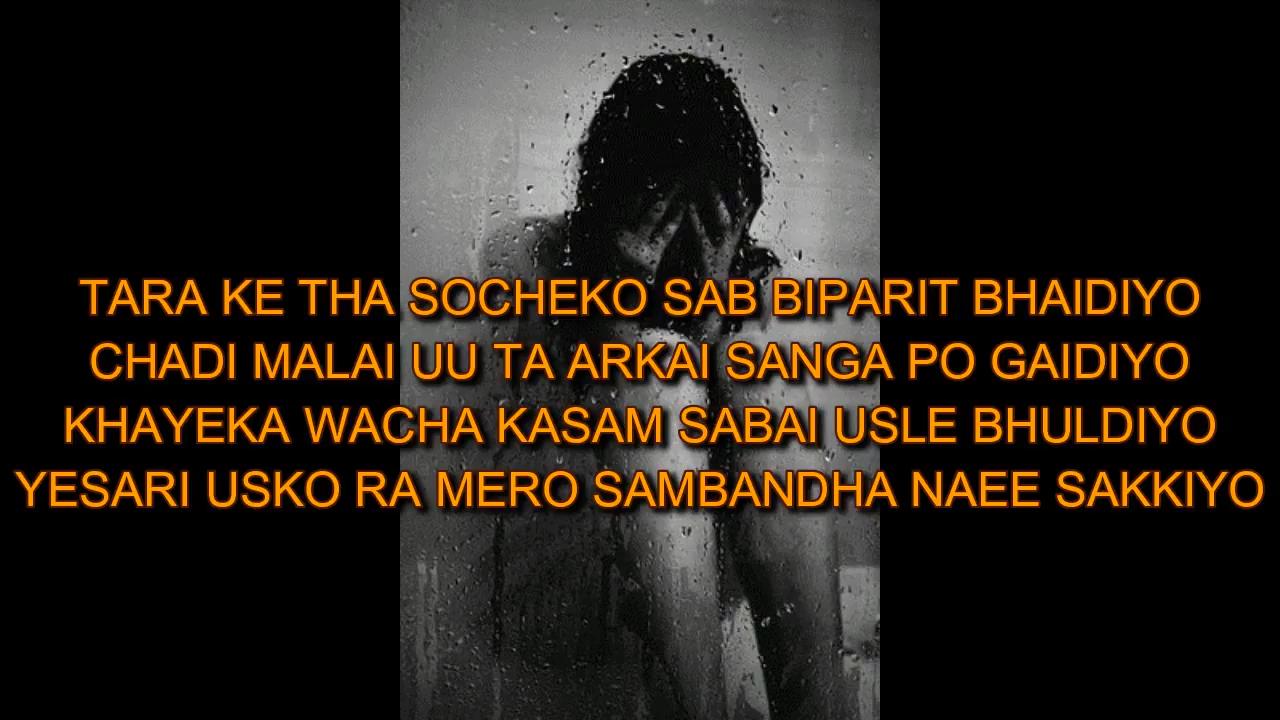 TARA KE THA SOCHEKO SAB BIPARIT BHAIDIYO
CHADI MALAI UU TA ARKAI SANGA PO GAIDIYO
KHAYEKA WACHA KASAM SABAI USLE BHULDIYO
YESARI USKO RA MERO SAMBANDHA NAEE SAKKIYO